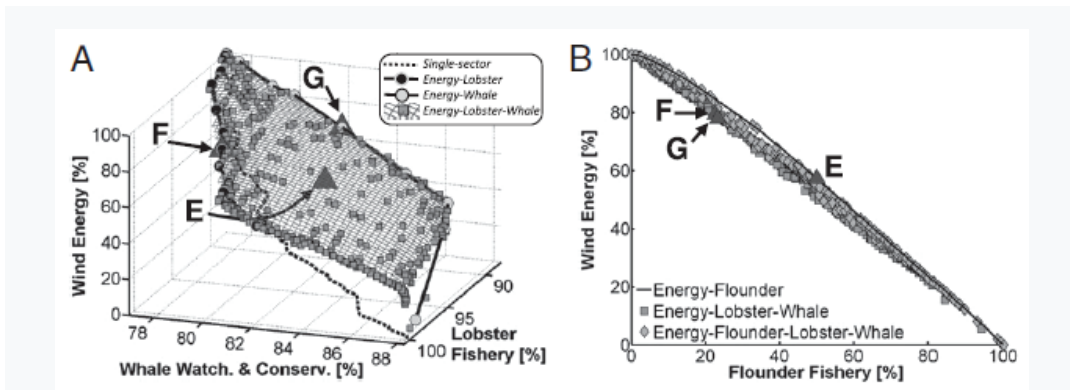 A
Single-sector
Energy-Lobster
Energy-Whale
Energy-Lobster-Whale
G
F
E
Wind Energy [%]
100
80
60
40
20
0
78
80
82
84
86
88
Whale Watch. & Conserv. [%]
90
95
100
Lobster
Fishery [%]
B
Wind Energy [%]
100
80
60
40
20
0
F
G
E
Energy-Flounder
Energy-Lobster-Whale
Energy-Flounder-Lobster-Whale
0
20
40
60
80
100
Flounder Fishery [%]